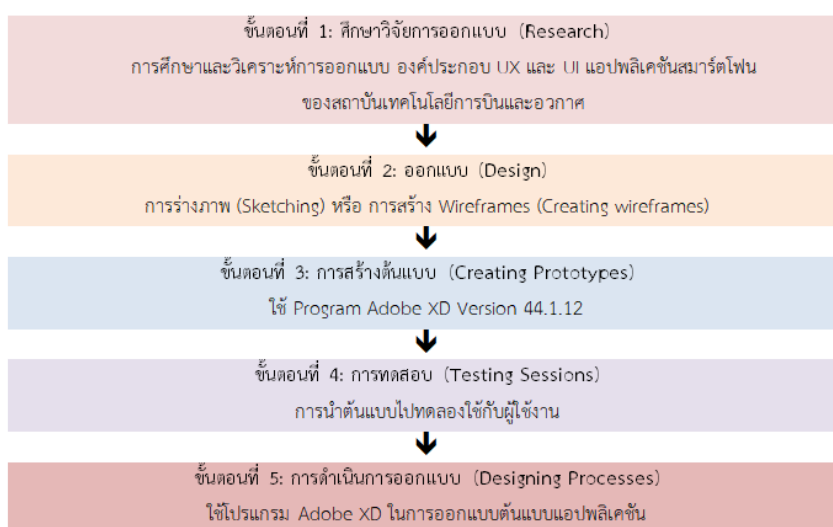 ขั้นตอนที่ 1: ศึกษาวิจัยการออกแบบ (Research)
การศึกษาและวิเคราะห์การออกแบบ องค์ประกอบ UX และ UI แอปพลิเคชันสมาร์ตโฟน
ของสถาบันเทคโนโลยีการบินและอวกาศ
ขั้นตอนที่ 2: ออกแบบ (Design)
การร่างภาพ (Sketching) หรือ การสร้าง Wireframes (Creating wireframes)
ขั้นตอนที่ 3: การสร้างต้นแบบ (Creating Prototypes)
ใช้ Program Adobe XD Version 44.1.12
ขั้นตอนที่ 4: การทดสอบ (Testing Sessions)
การนำต้นแบบไปทดลองใช้กับผู้ใช้งาน
ขั้นตอนที่ 5: การดำเนินการออกแบบ (Designing Processes)
ใช้โปรแกรม Adobe XD ในการออกแบบต้นแบบแอปพลิเคชัน